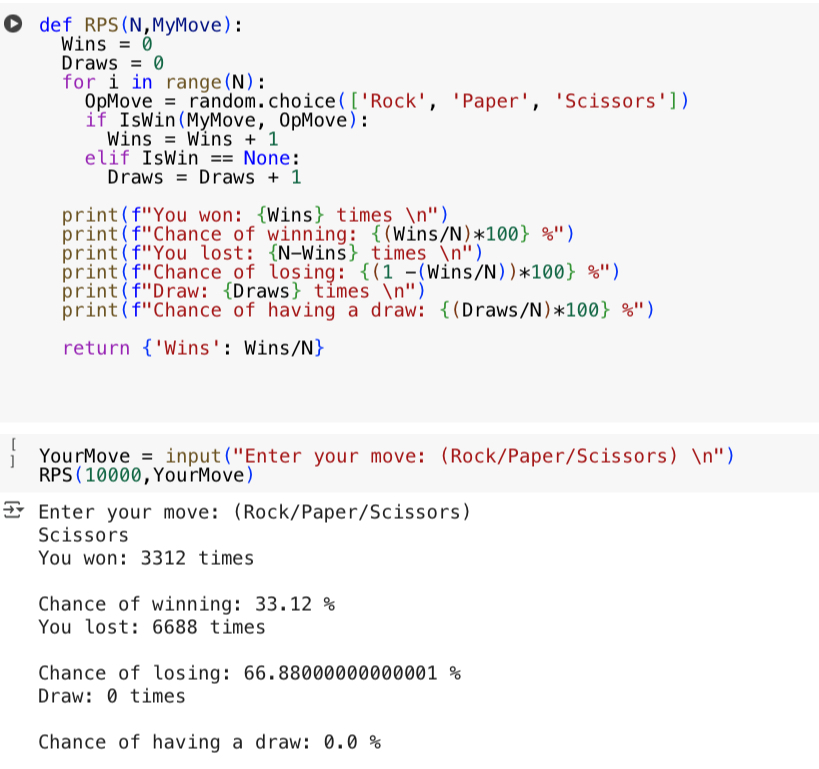 def RPS(N,MyMove):
  Wins = 0
  Draws = 0
  for i in range(N):
    OpMove = random.choice(['Rock', 'Paper', 'Scissors'])
    if IsWin(MyMove, OpMove):
      Wins = Wins + 1
    elif IsWin == None:
      Draws = Draws + 1

  print(f"You won: {Wins} times \n")
  print(f"Chance of winning: {(Wins/N)*100} %")
  print(f"You lost: {N-Wins} times \n")
  print(f"Chance of losing: {(1 -(Wins/N))*100} %")
  print(f"Draw: {Draws} times \n")
  print(f"Chance of having a draw: {(Draws/N)*100} %")

  return {'Wins': Wins/N}

[ ]
YourMove = input("Enter your move: (Rock/Paper/Scissors) \n")
RPS(10000,YourMove)

Enter your move: (Rock/Paper/Scissors)
Scissors
You won: 3312 times

Chance of winning: 33.12 %
You lost: 6688 times

Chance of losing: 66.88000000000001 %
Draw: 0 times

Chance of having a draw: 0.0 %